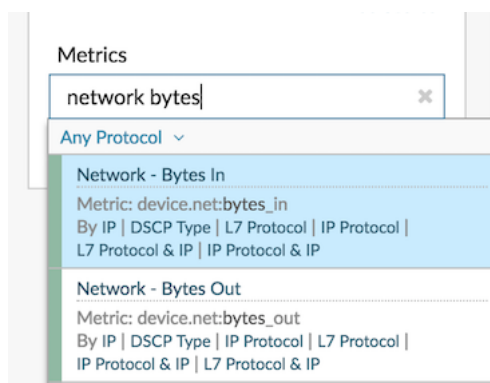 Metrics
network bytes
Any Protocol
Network - Bytes In
Metric: device.net:bytes_in
By IP | DSCP Type | L7 Protocol | IP Protocol |
L7 Protocol & IP | IP Protocol & IP
Network - Bytes Out
Metric: device.net:bytes_out
By IP | DSCP Type | IP Protocol | L7 Protocol |
IP Protocol & IP | L7 Protocol & IP